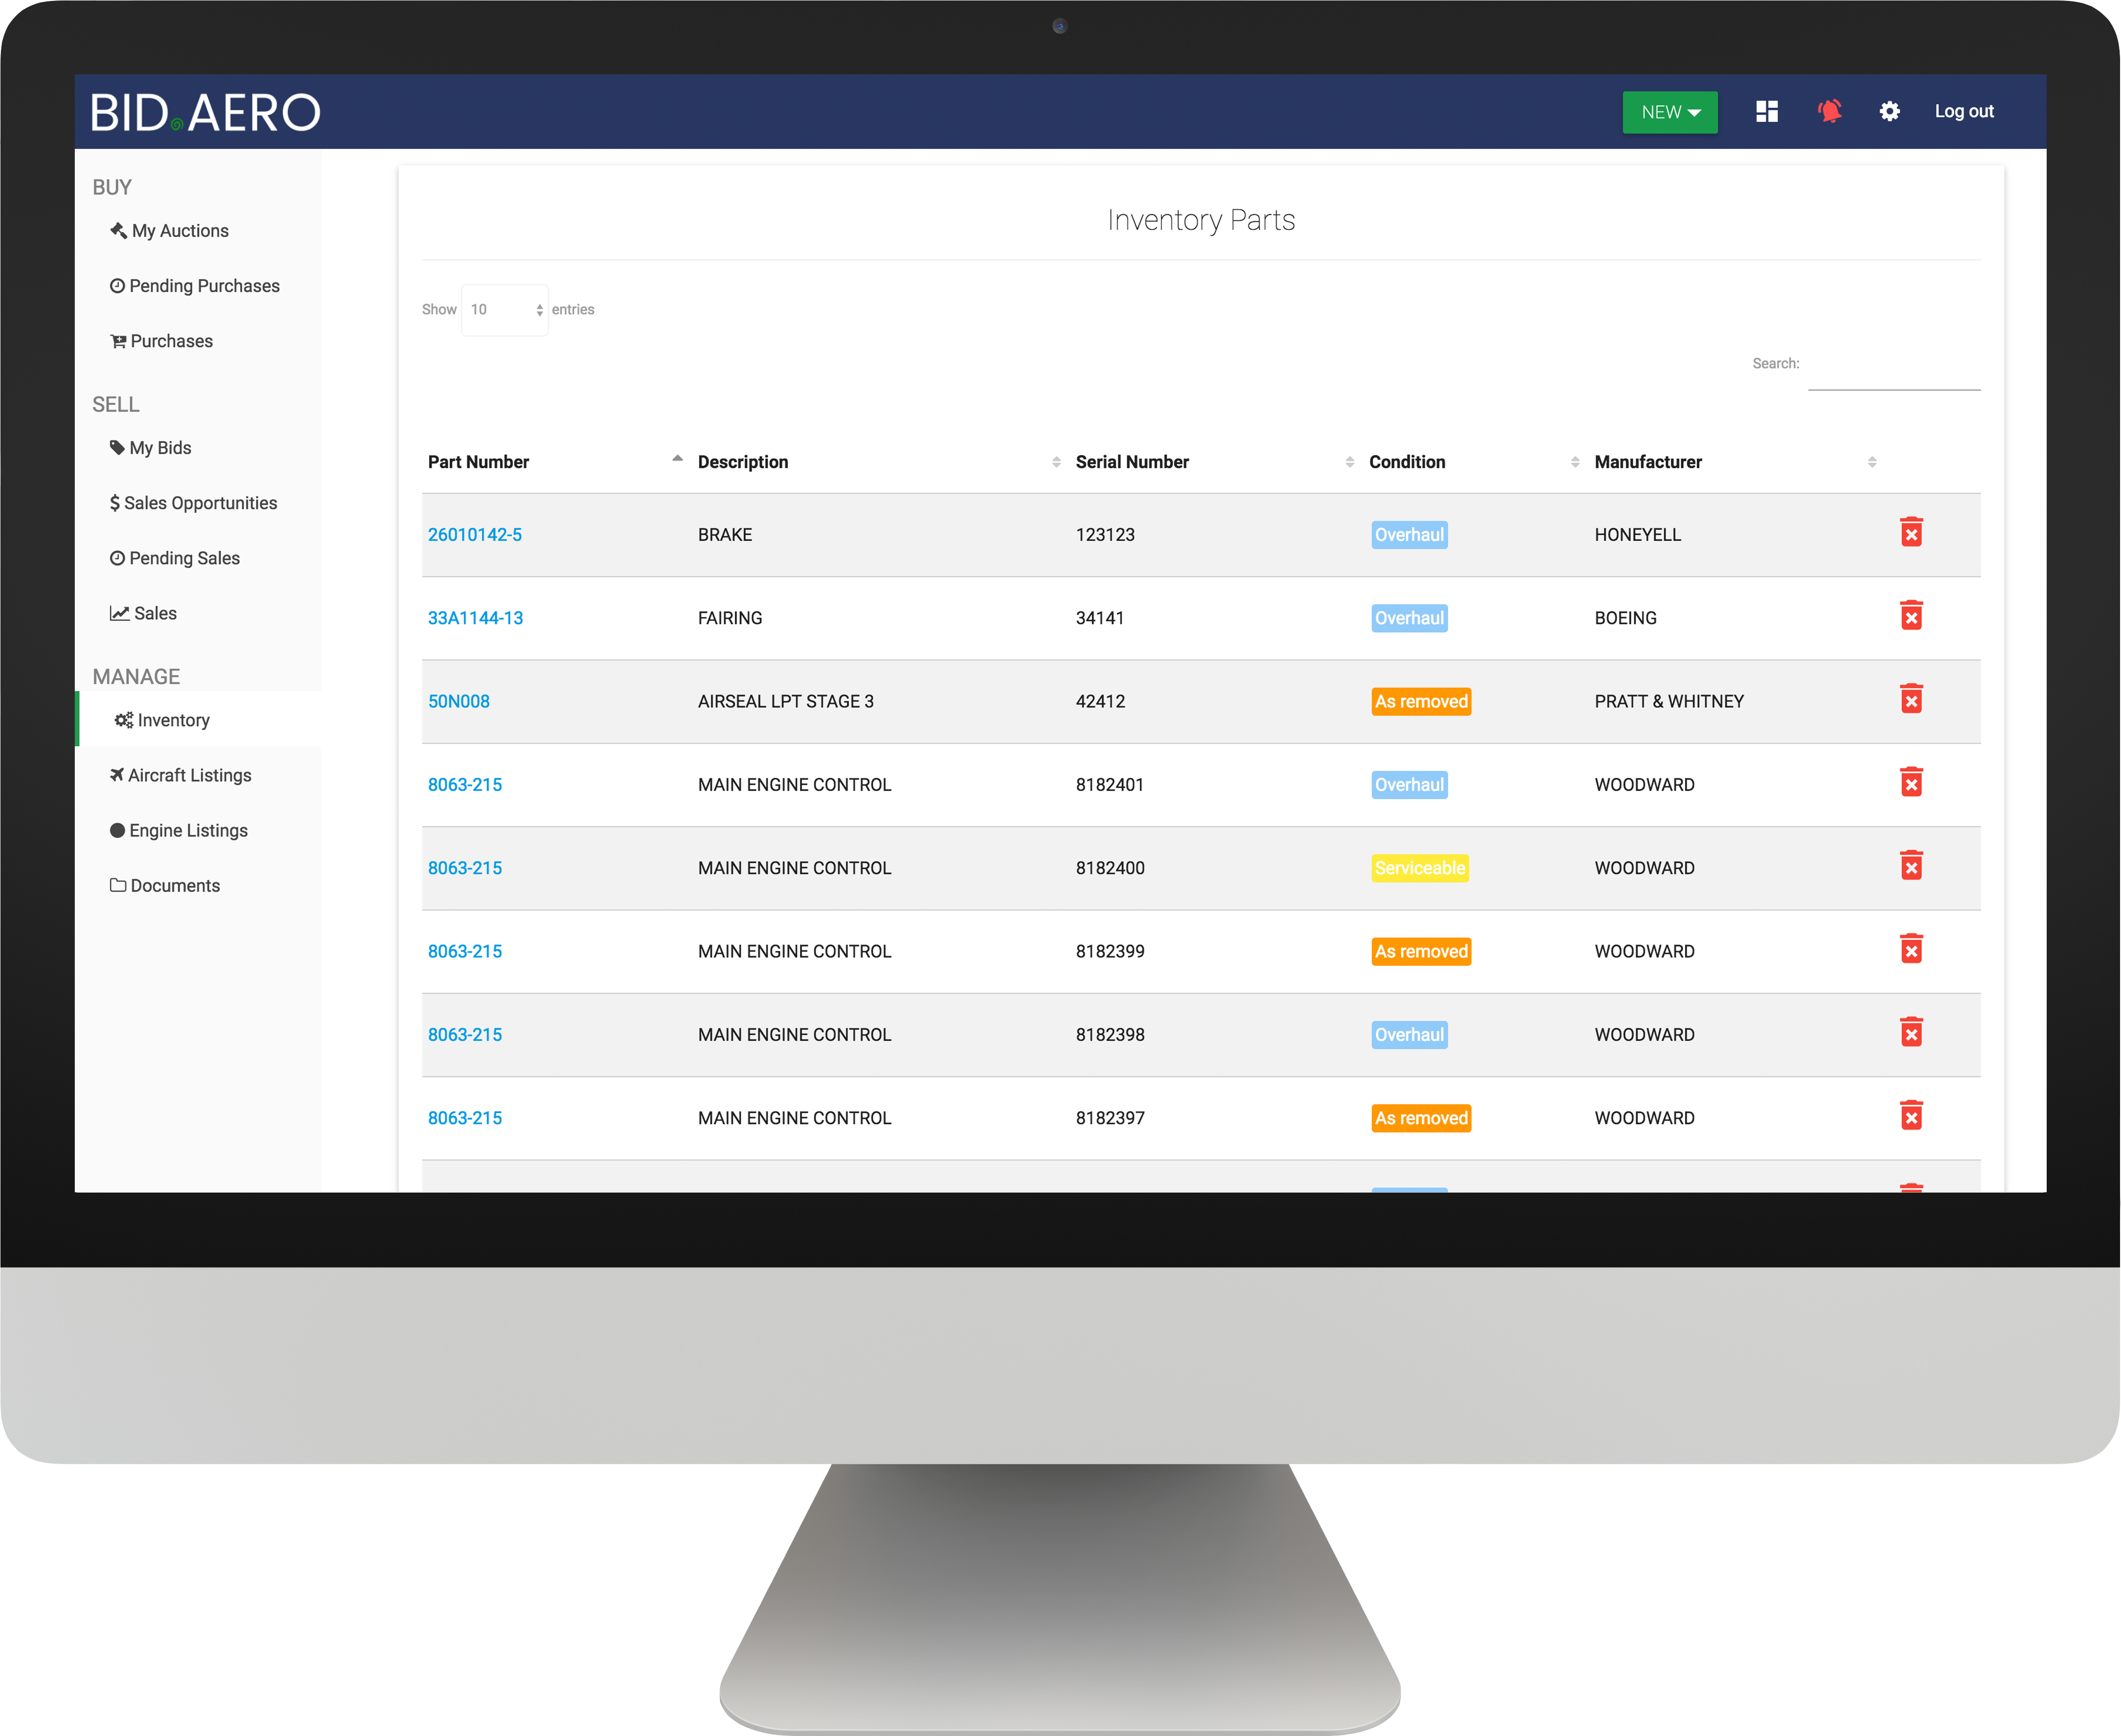 BID.AERO
NEW
Log out
BUY
My Auctions
Pending Purchases
Purchases
SELL
My Bids
Sales Opportunities
Pending Sales
Sales
MANAGE
Inventory
Aircraft Listings
Engine Listings
Documents
Inventory Parts
Show 10 entries
Search:
Part Number Description Serial Number Condition Manufacturer
26010142-5 BRAKE 123123 Overhaul HONEYELL
33A1144-13 FAIRING 34141 Overhaul BOEING
50N008 AIRSEAL LPT STAGE 3 42412 As removed PRATT & WHITNEY
8063-215 MAIN ENGINE CONTROL 8182401 Overhaul WOODWARD
8063-215 MAIN ENGINE CONTROL 8182400 Serviceable WOODWARD
8063-215 MAIN ENGINE CONTROL 8182399 As removed WOODWARD
8063-215 MAIN ENGINE CONTROL 8182398 Overhaul WOODWARD
8063-215 MAIN ENGINE CONTROL 8182397 As removed WOODWARD